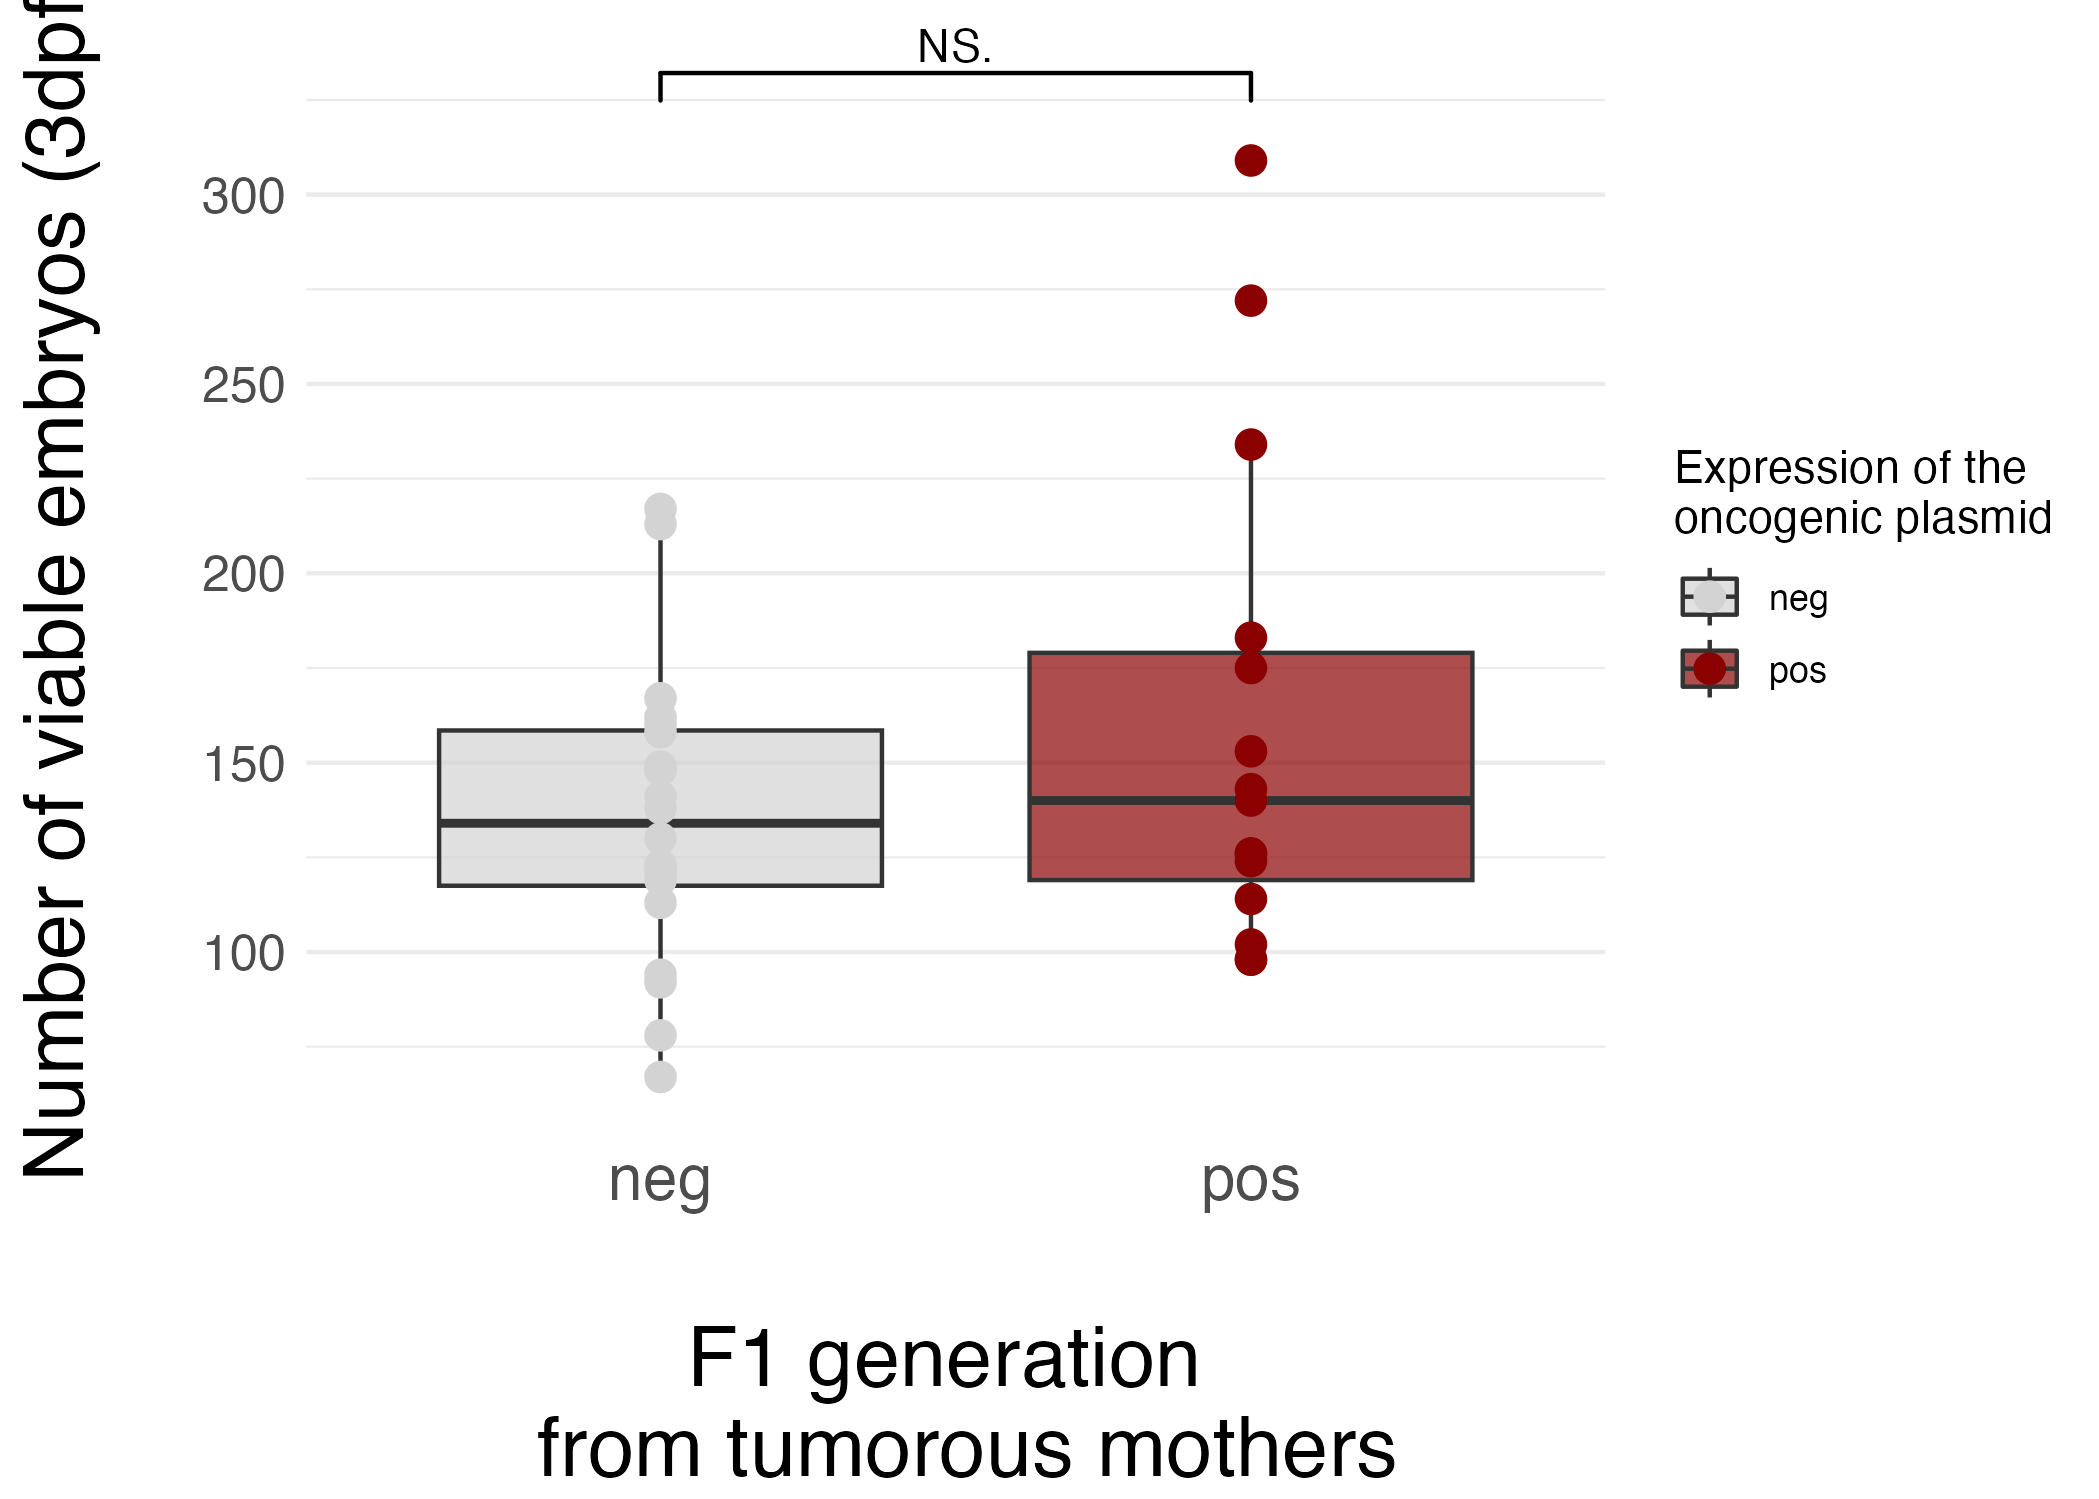 NS.
Number of viable embryos (3dpf
300
250
200
150
100
neg
pos
F1 generation
from tumorous mothers
Expression of the
oncogenic plasmid
neg
pos